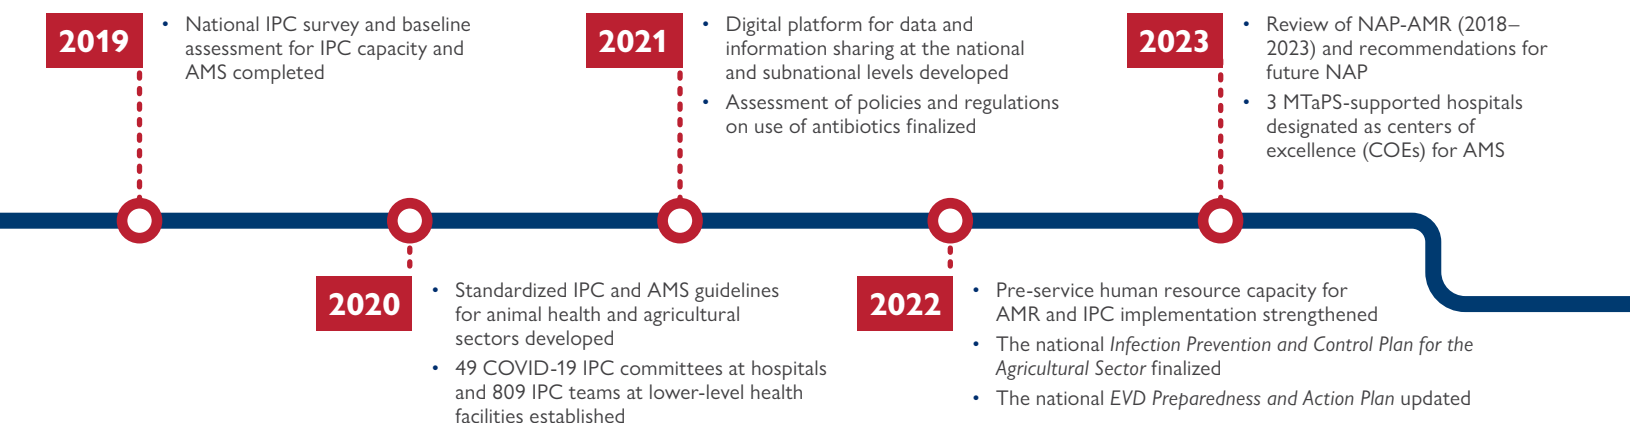 2019
• National IPC survey and baseline
assessment for IPC capacity and
AMS completed
2020
• Standardized IPC and AMS guidelines
for animal health and agricultural
sectors developed
• 49 COVID-19 IPC committees at hospitals
and 809 IPC teams at lower-level health
facilities established
2021
• Digital platform for data and
information sharing at the national
and subnational levels developed
• Assessment of policies and regulations
on use of antibiotics finalized
2022
• Pre-service human resource capacity for
AMR and IPC implementation strengthened
• The national Infection Prevention and Control Plan for the
Agricultural Sector finalized
• The national EVD Preparedness and Action Plan updated
2023
• Review of NAP-AMR (2018–
2023) and recommendations for
future NAP
• 3 MTaPS-supported hospitals
designated as centers of
excellence (COEs) for AMS